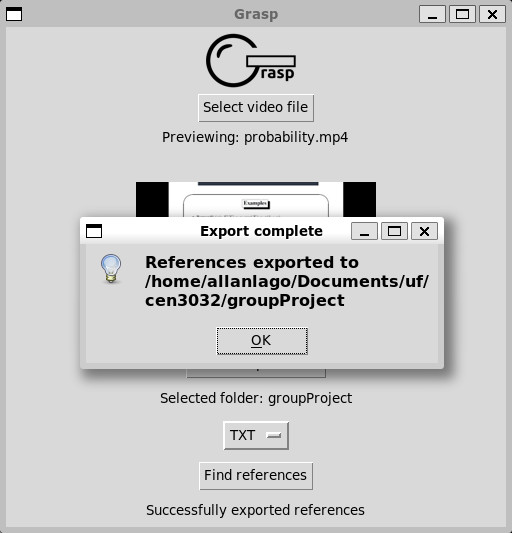 Grasp
Grasp
Select video file
Previewing: probability.mp4
Examples
Export complete
References exported to
/home/allanlago/Documents/uf/
cen3032/groupProject
OK
Selected folder: groupProject
TXT
Find references
Successfully exported references